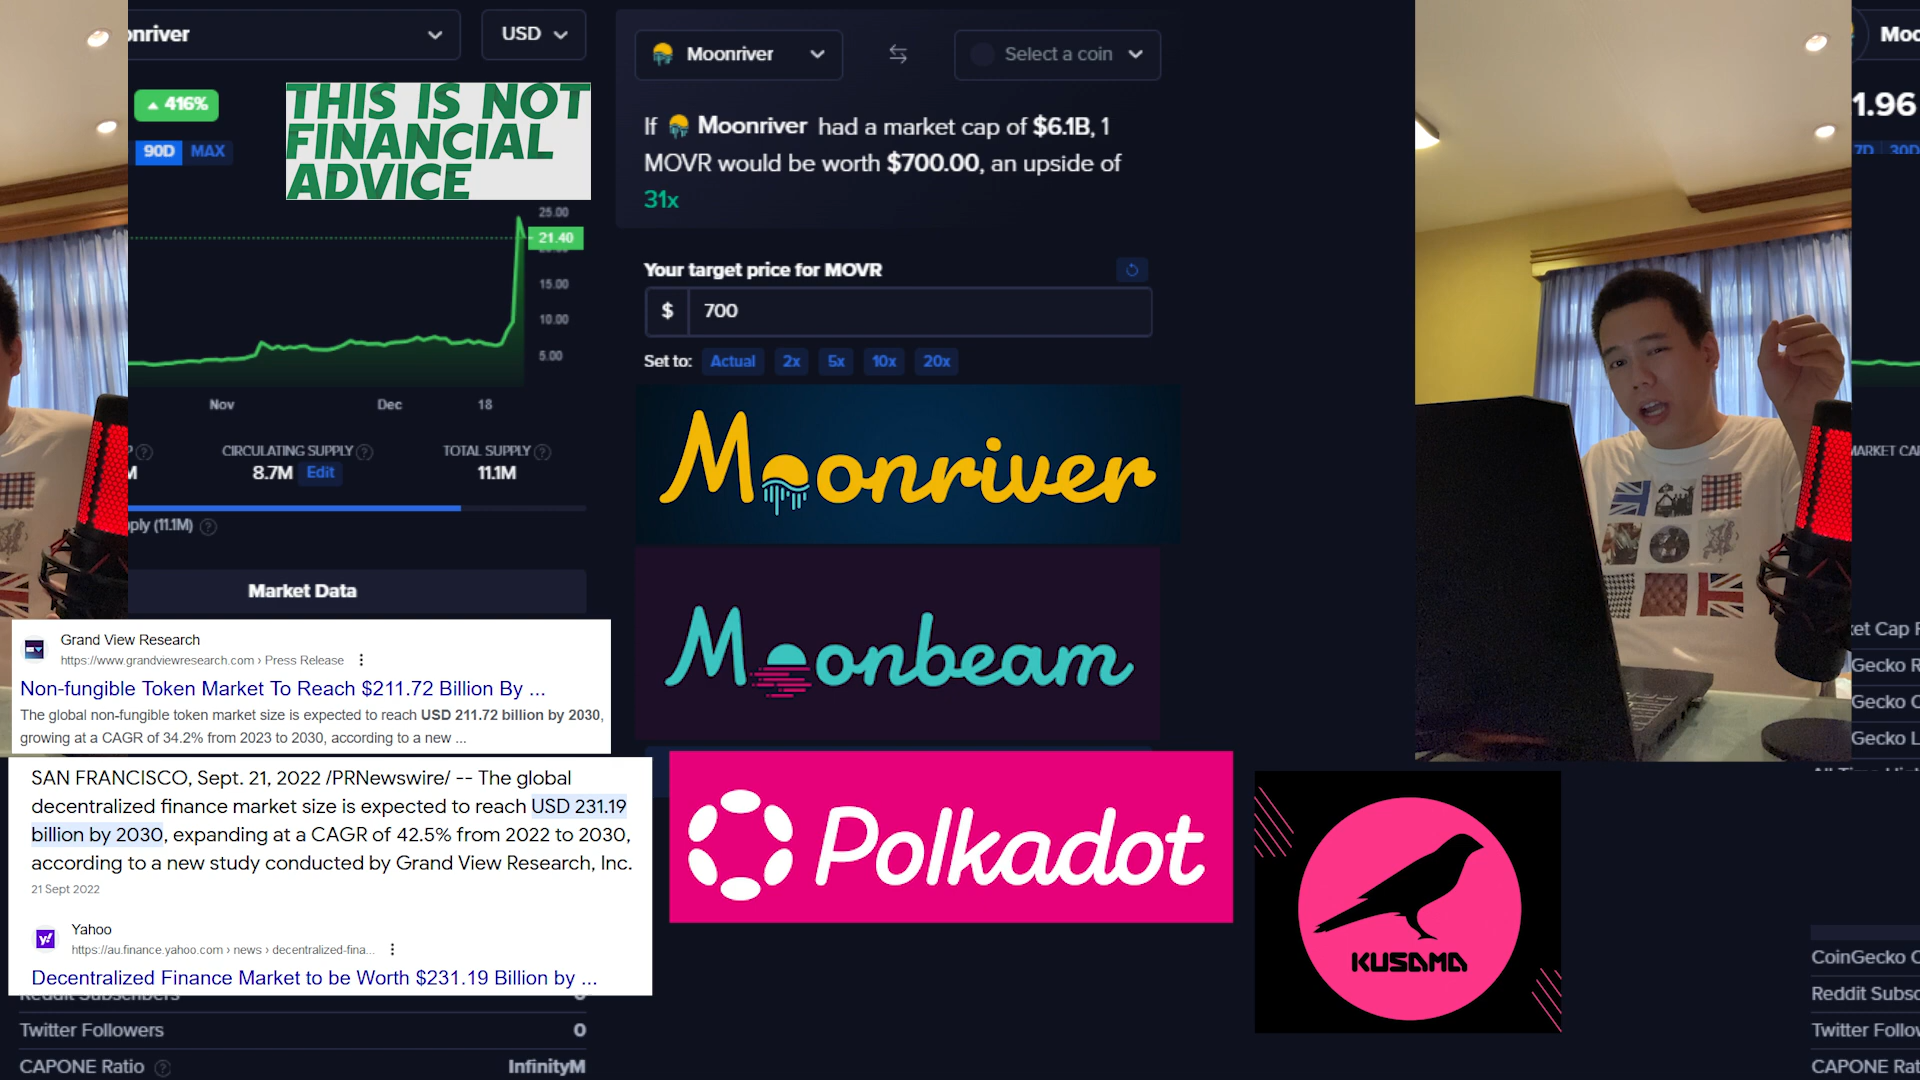 onriver
USD
416%
90D MAX
THIS IS NOT
FINANCIAL
ADVICE
25.00
21.40
15.00
10.00
5.00
Nov Dec 18
CIRCULATING SUPPLY
8.7M Edit
TOTAL SUPPLY
11.1M
pply (11.1M)
Market Data
Grand View Research
https://www.grandviewresearch.com › Press Release
Non-fungible Token Market To Reach $211.72 Billion By ...
The global non-fungible token market size is expected to reach USD 211.72 billion by 2030,
growing at a CAGR of 34.2% from 2023 to 2030, according to a new ...
SAN FRANCISCO, Sept. 21, 2022 /PRNewswire/ -- The global
decentralized finance market size is expected to reach USD 231.19
billion by 2030, expanding at a CAGR of 42.5% from 2022 to 2030,
according to a new study conducted by Grand View Research, Inc.
21 Sept 2022
Yahoo
https://au.finance.yahoo.com › news › decentralized-fina...
Decentralized Finance Market to be Worth $231.19 Billion by ...
Reddit Subscribers
Twitter Followers 0
CAPONE Ratio InfinityM
Moonriver
Select a coin
If Moonriver had a market cap of $6.1B, 1
MOVR would be worth $700.00, an upside of
31x
Your target price for MOVR
$ 700
Set to: Actual 2x 5x 10x 20x
Moonriver
Moonbeam
Polkadot
KUSAMA
Moo
1.96
7D 30D
MARKET CA
ket Cap
Gecko R
Gecko
Gecko L
CoinGecko
Reddit Subsc
Twitter Follow
CAPONE Rat